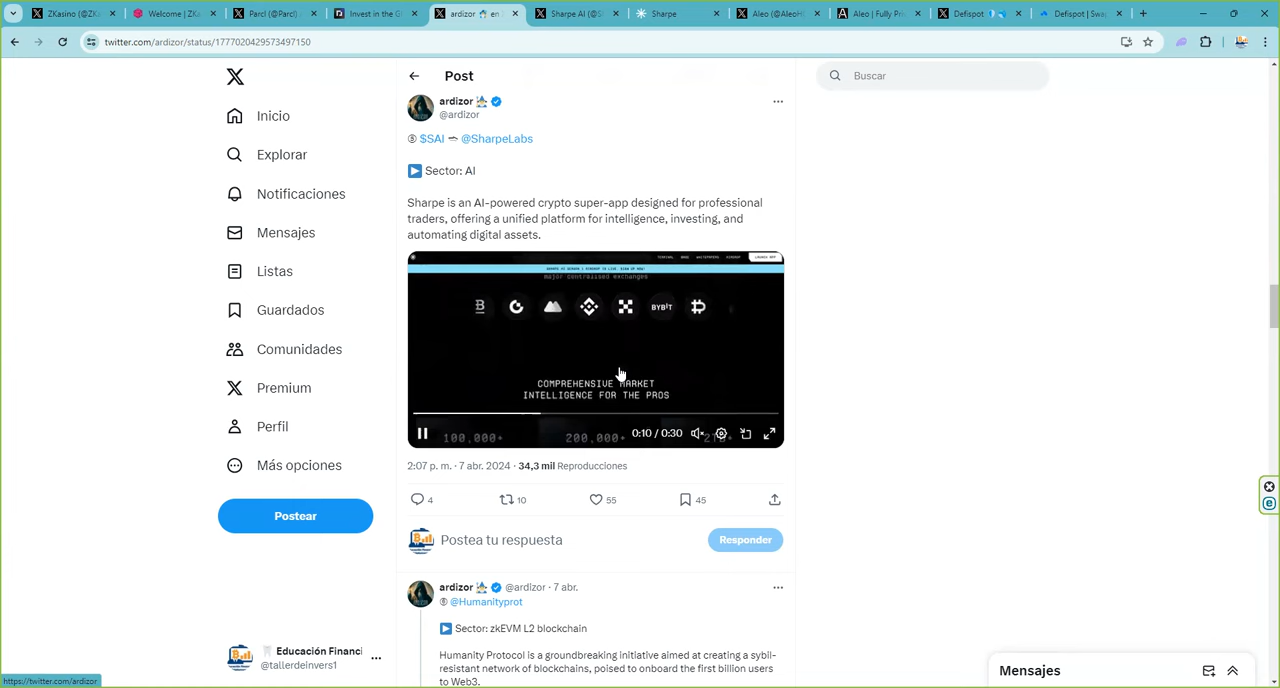 ZKasino (@ZK
Welcome | ZK
Parcl (@Parcl)
Invest in the G
ardizor
en
Sharpe AI (@S
Sharpe
Aleo (@AleoH
Aleo | Fully Pri
Defispot
Defispot | Swa
twitter.com/ardizor/status/1777020429573497150
Post
Buscar
ardizor
@ardizor
Inicio
$SAI @SharpeLabs
Explorar
Sector: AI
Notificaciones
Sharpe is an AI-powered crypto super-app designed for professional
traders, offering a unified platform for intelligence, investing, and
automating digital assets.
Mensajes
Listas
major centralised exchanges
BYBIT
Guardados
Comunidades
COMPREHENSIVE MARKET
INTELLIGENCE FOR THE PROS
Premium
Perfil
100,000+ 200,000+
0:10 / 0:30
Más opciones
2:07 p. m. · 7 abr. 2024 · 34,3 mil Reproducciones
4 10 55 45
Postear
Postea tu respuesta
Responder
ardizor @ardizor · 7 abr.
@Humanityprot
Sector: zkEVM L2 blockchain
Humanity Protocol is a groundbreaking initiative aimed at creating a sybil-
resistant network of blockchains, poised to onboard the first billion users
to Web3.
Educación Financi
@tallerdeinvers1
Mensajes
https://twitter.com/ardizor